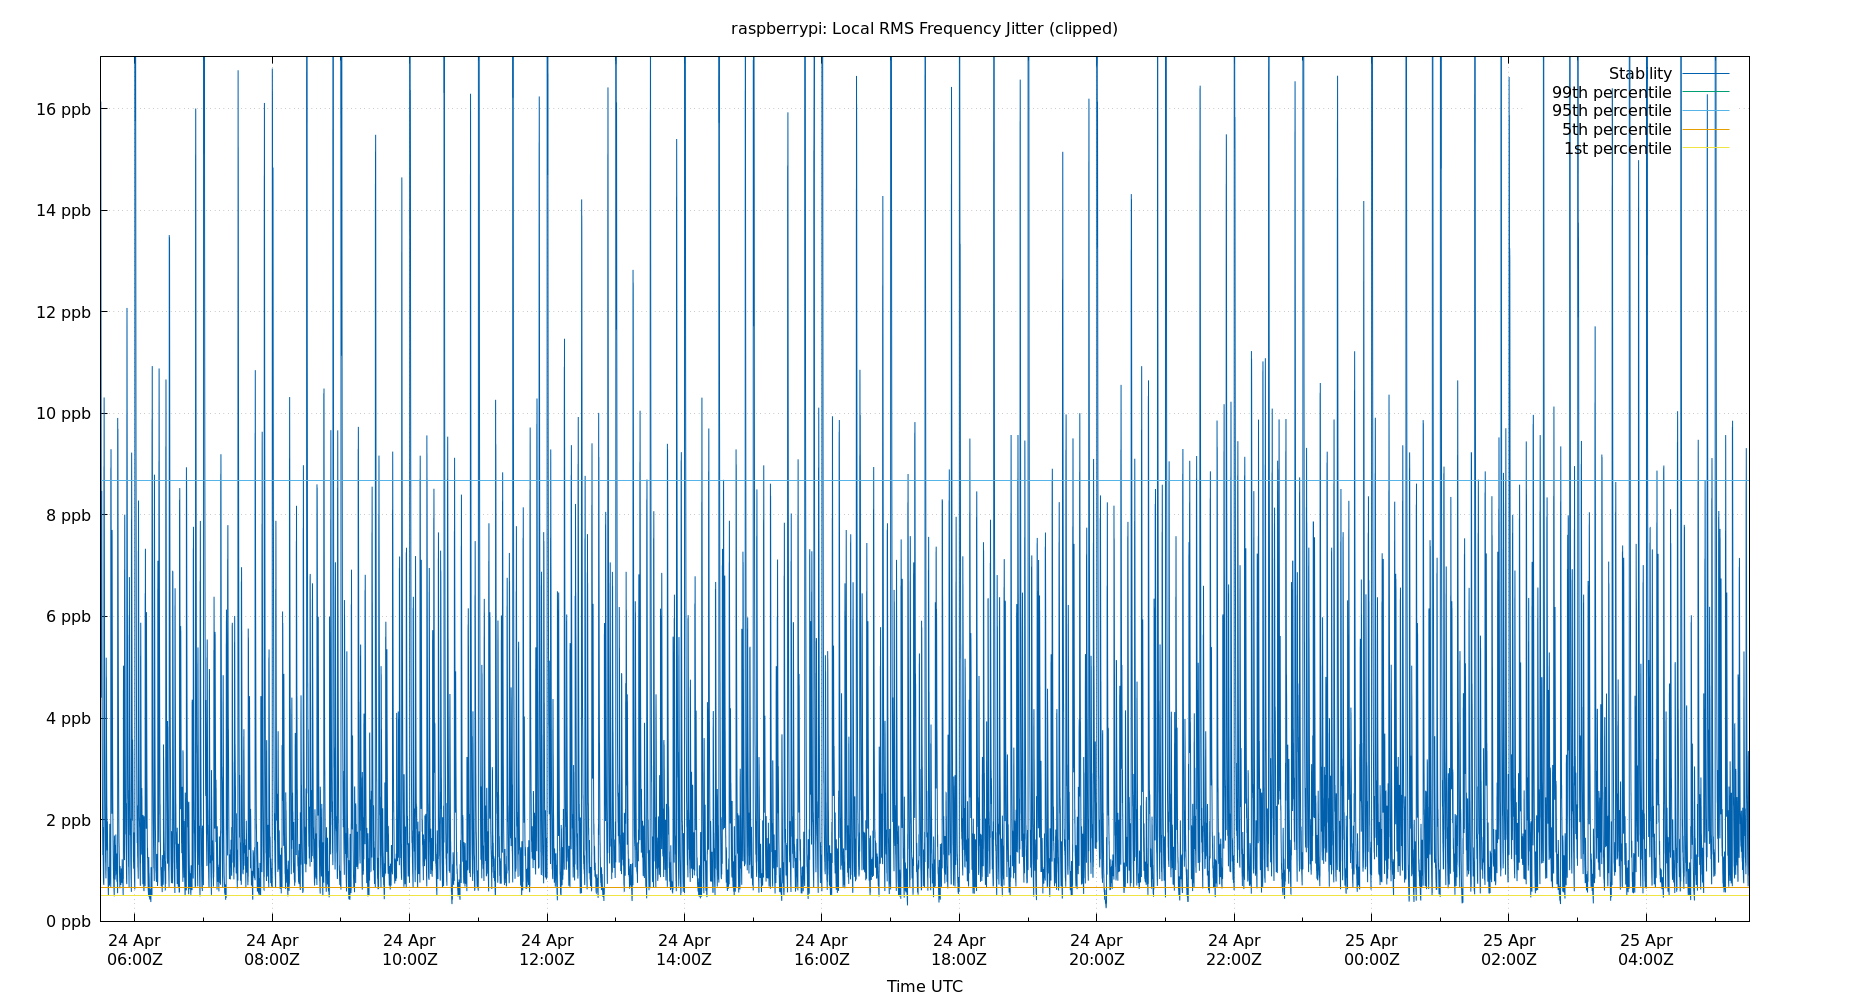 raspberrypi: Local RMS Frequency Jitter (clipped)
Stability
99th percentile
95th percentile
5th percentile
1st percentile
16 ppb
14 ppb
12 ppb
10 ppb
8 ppb
6 ppb
4 ppb
2 ppb
0 ppb
24 Apr 24 Apr 24 Apr 24 Apr 24 Apr 24 Apr 24 Apr 24 Apr 24 Apr 25 Apr 25 Apr 25 Apr
06:00Z 08:00Z 10:00Z 12:00Z 14:00Z 16:00Z 18:00Z 20:00Z 22:00Z 00:00Z 02:00Z 04:00Z
Time UTC